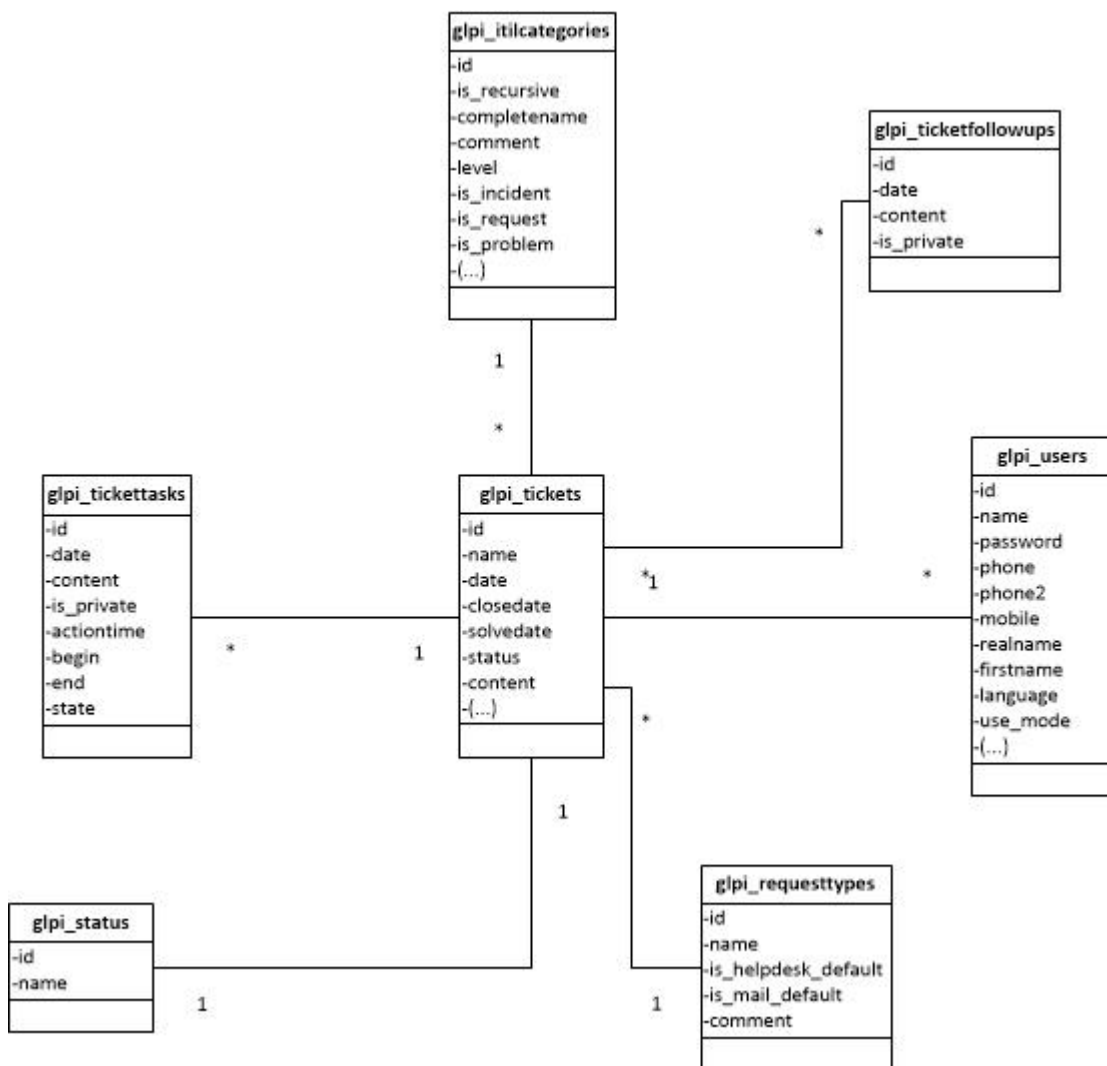 glpi_itilcategories
-id
-is_recursive
-completename
-comment
-level
-is_incident
-is_request
-is_problem
-(...)
glpi_ticketfollowups
-id
-date
-content
-is_private
*
1
*
glpi_users
-id
-name
-password
-phone
-phone2
-mobile
-realname
-firstname
-language
-use_mode
-(...)
glpi_tickettasks
-id
-date
-content
-is_private
-actiontime
-begin
-end
-state
glpi_tickets
-id
-name
-date
-closedate
-solvedate
-status
-content
-(...)
*
1
*
*
1
*
1
glpi_requesttypes
-id
-name
-is_helpdesk_default
-is_mail_default
-comment
glpi_status
-id
-name
1
1